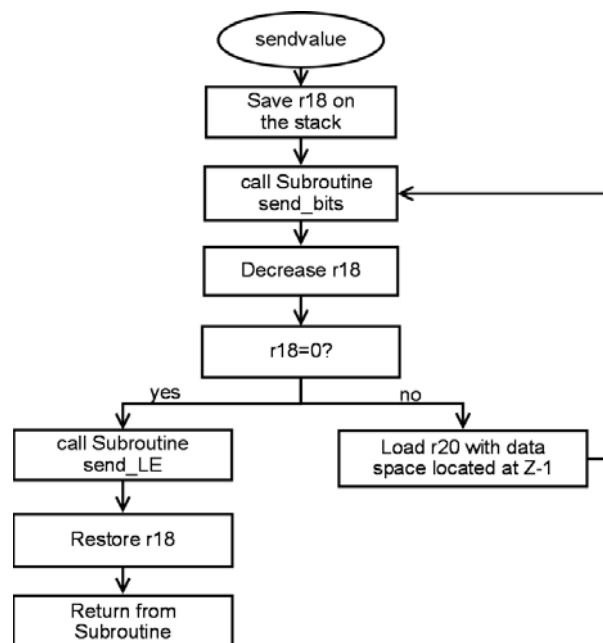 sendvalue
Save r18 on
the stack
call Subroutine
send_bits
Decrease r18
r18=0?
yes
no
call Subroutine
send_LE
Load r20 with data
space located at Z-1
Restore r18
Return from
Subroutine